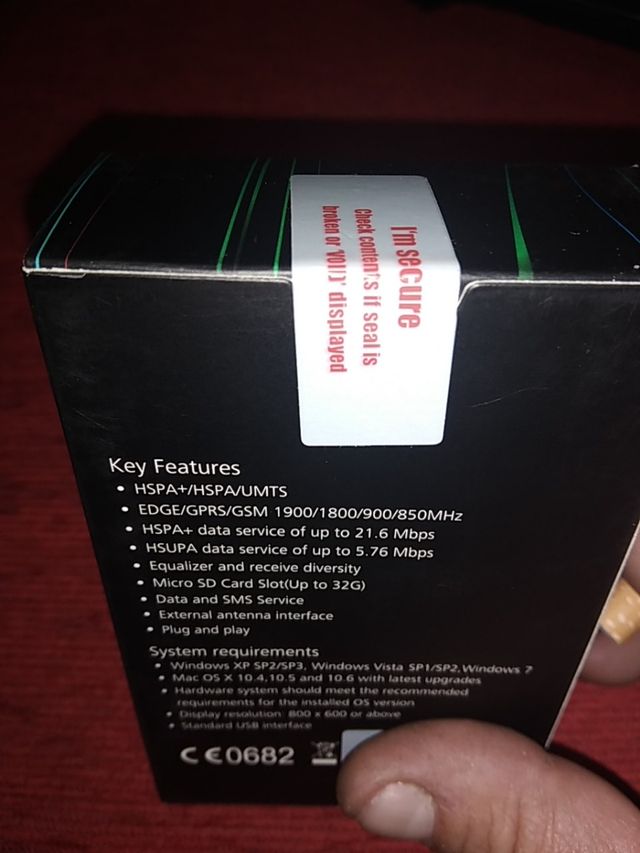 I'm secure
Check contents if seal is
broken or 'VOID' displayed
Key Features
• HSPA+/HSPA/UMTS
• EDGE/GPRS/GSM 1900/1800/900/850MHz
• HSPA+ data service of up to 21.6 Mbps
• HSUPA data service of up to 5.76 Mbps
• Equalizer and receive diversity
• Micro SD Card Slot(Up to 32G)
• Data and SMS Service
• External antenna interface
• Plug and play
System requirements
• Windows XP SP2/SP3, Windows Vista SP1/SP2,Windows 7
• Mac OS X 10.4,10.5 and 10.6 with latest upgrades
• Hardware system should meet the recommended
requirements for the installed OS version
• Display resolution: 800 x 600 or above
• Standard USB interface
CE0682